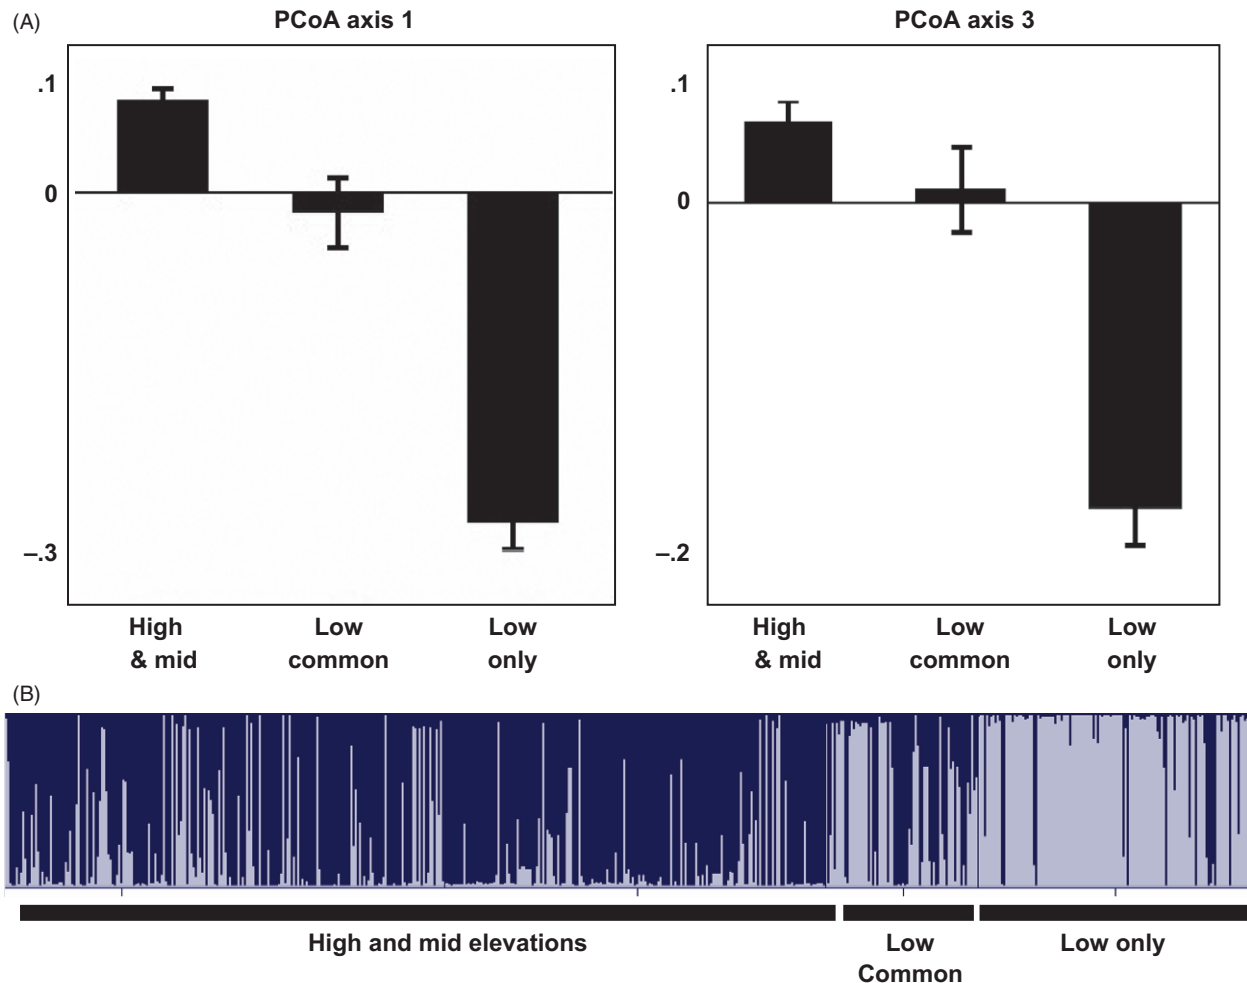 (A)
PCoA axis 1
PCoA axis 3
.1
0
–.3
.1
0
–.2
High
& mid
Low
common
Low
only
High
& mid
Low
common
Low
only
(B)
High and mid elevations
Low
Common
Low only